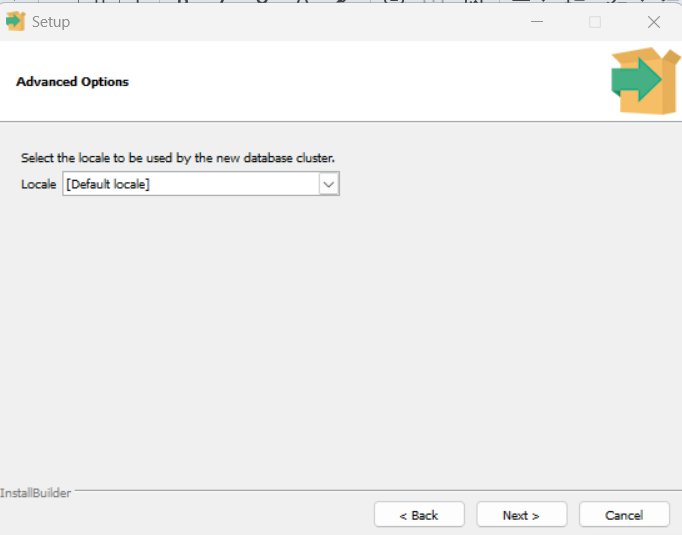 Setup
Advanced Options
Select the locale to be used by the new database cluster.
Locale [Default locale]
InstallBuilder
< Back Next > Cancel